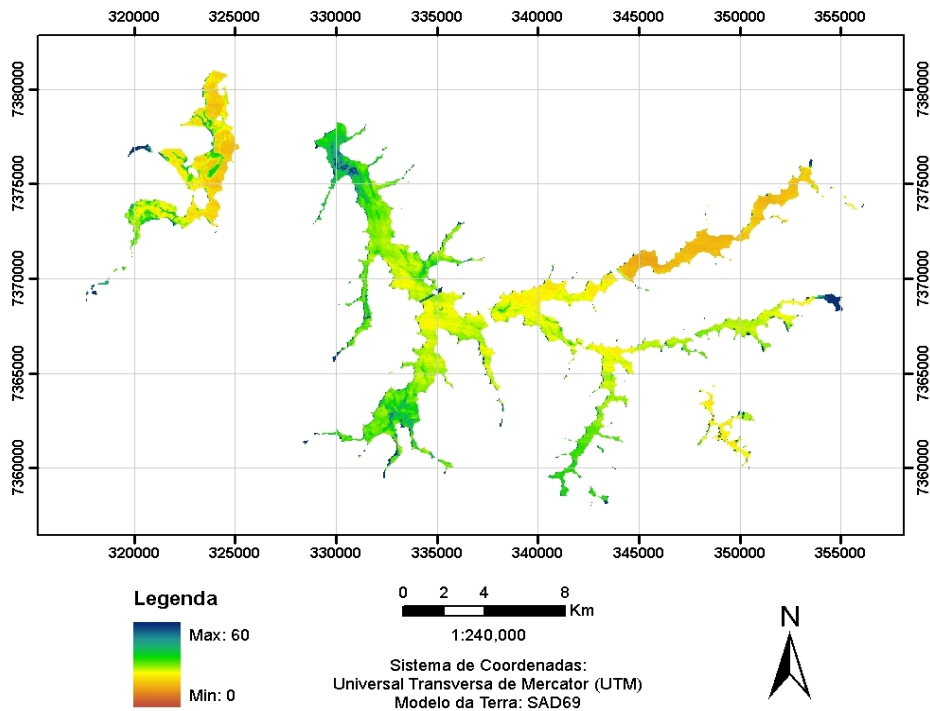 320000 325000 330000 335000 340000 345000 350000 355000
7380000 7380000
7375000 7375000
7370000 7370000
7365000 7365000
7360000 7360000
320000 325000 330000 335000 340000 345000 350000 355000
Legenda
Max: 60
Min: 0
0 2 4 8
Km
1:240,000
Sistema de Coordenadas:
Universal Transversa de Mercator (UTM)
Modelo da Terra: SAD69
N